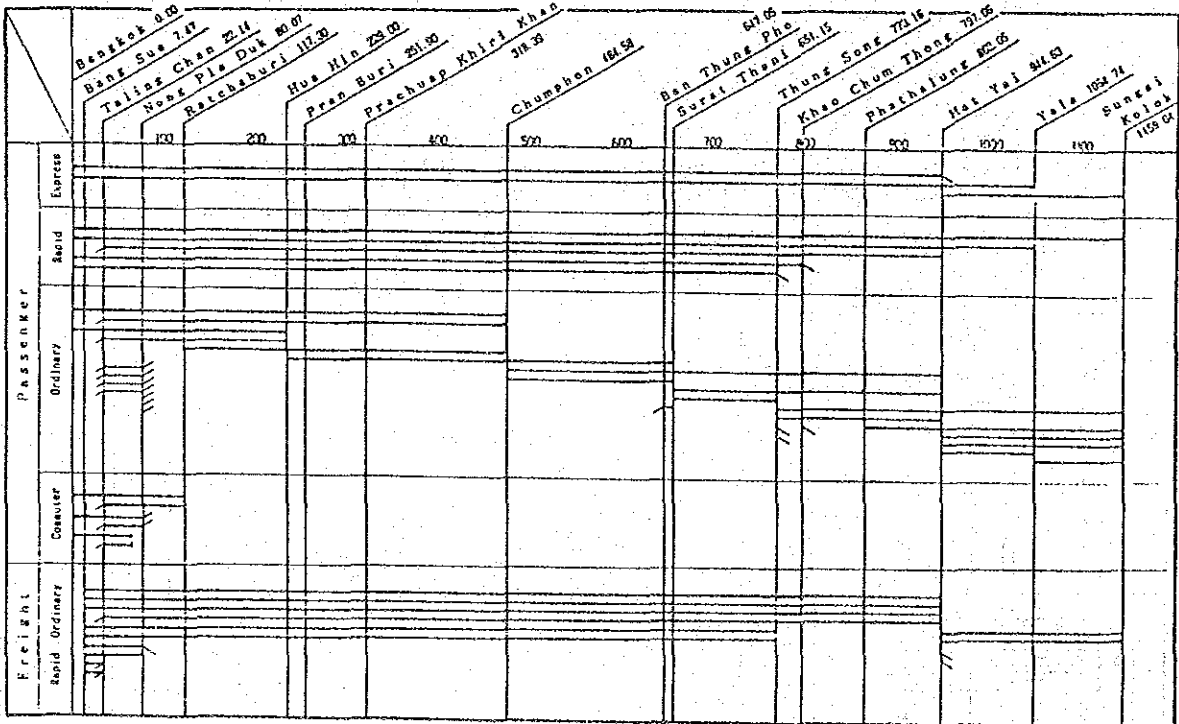 Bangkok 0.00
Bang Sue 7.47
Taling Chan 22.14
Nong Pla Duk 80.07
Ratchaburi 117.30
Hua Hin 229.00
Pran Buri 251.90
Prachuap Khiri Khan
318.39
Chumphon 484.58
Ban Thung Pho
647.05
Surat Thani 651.15
Thung Song 773.16
Khao Chum Thong 797.05
Phathalung 862.05
Hat Yai 944.63
Yala 1054.74
Sungai
Kolok
1159.04
100 200 300 400 500 600 700 800 900 1000 1100
Passenker
Express
Rapid
Ordinary
Commuter
Freight
Rapid Ordinary